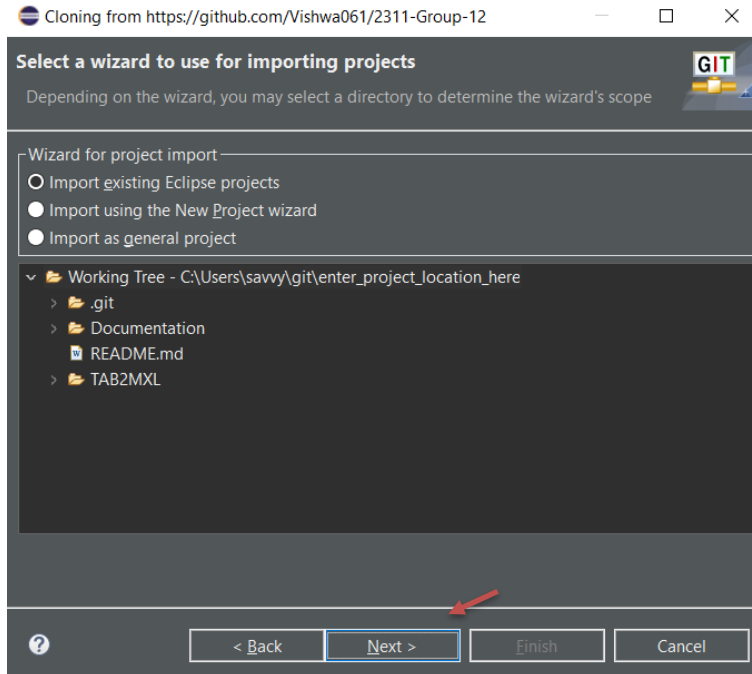 Cloning from https://github.com/Vishwa061/2311-Group-12
Select a wizard to use for importing projects
GIT
Depending on the wizard, you may select a directory to determine the wizard's scope
Wizard for project import
Import existing Eclipse projects
Import using the New Project wizard
Import as general project
Working Tree - C:\Users\savvy\git\enter_project_location_here
.git
Documentation
README.md
TAB2MXL
? < Back Next > Finish Cancel